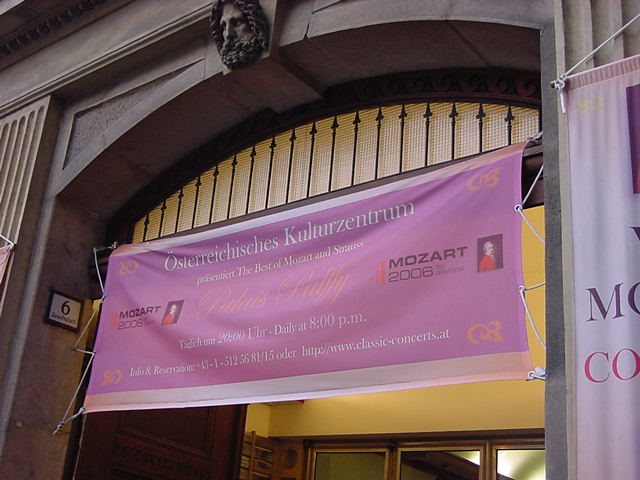 Österreichisches Kulturzentrum
präsentiert The Best of Mozart and Strauss
Palais Palffy
MOZART
2006
MOZART
2006
Täglich um 20:00 Uhr - Daily at 8:00 p.m.
Info & Reservation: +43 - 1 - 512 56 81/15 oder http://www.classic-concerts.at
6
Josefsplatz
MO
CO